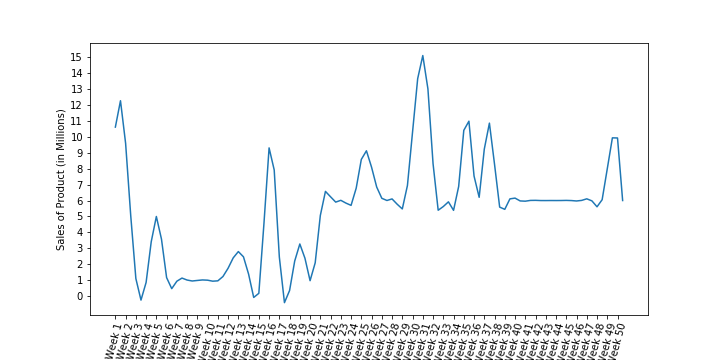 Sales of Product (in Millions)
15
14
13
12
11
10
9
8
7
6
5
4
3
2
1
0
Week 1
Week 2
Week 3
Week 4
Week 5
Week 6
Week 7
Week 8
Week 9
Week 10
Week 11
Week 12
Week 13
Week 14
Week 15
Week 16
Week 17
Week 18
Week 19
Week 20
Week 21
Week 22
Week 23
Week 24
Week 25
Week 26
Week 27
Week 28
Week 29
Week 30
Week 31
Week 32
Week 33
Week 34
Week 35
Week 36
Week 37
Week 38
Week 39
Week 40
Week 41
Week 42
Week 43
Week 44
Week 45
Week 46
Week 47
Week 48
Week 49
Week 50